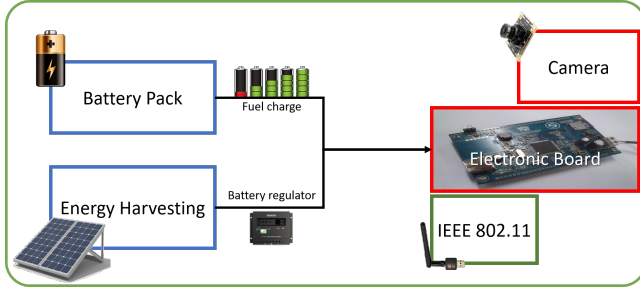 Battery Pack
Fuel charge
Camera
Electronic Board
Energy Harvesting
Battery regulator
IEEE 802.11